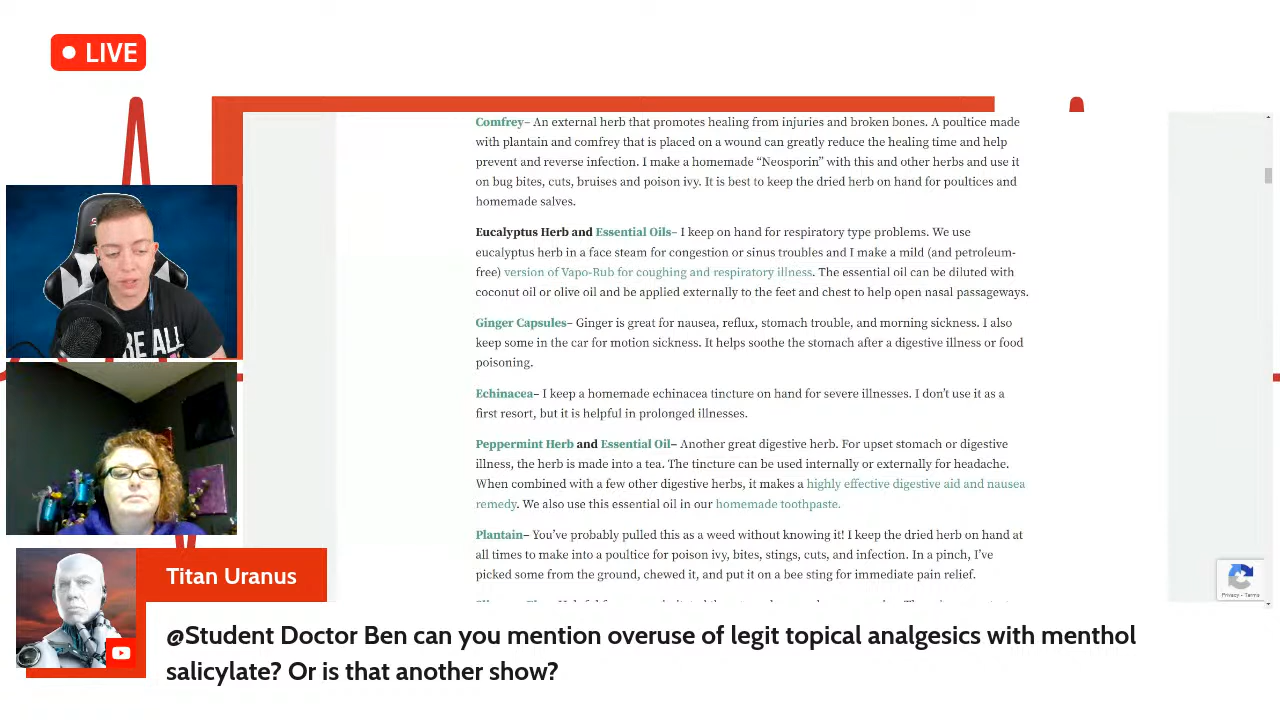 LIVE
Comfrey– An external herb that promotes healing from injuries and broken bones. A poultice made
with plantain and comfrey that is placed on a wound can greatly reduce the healing time and help
prevent and reverse infection. I make a homemade “Neosporin” with this and other herbs and use it
on bug bites, cuts, bruises and poison ivy. It is best to keep the dried herb on hand for poultices and
homemade salves.
Eucalyptus Herb and Essential Oils– I keep on hand for respiratory type problems. We use
eucalyptus herb in a face steam for congestion or sinus troubles and I make a mild (and petroleum-
free) version of Vapo-Rub for coughing and respiratory illness. The essential oil can be diluted with
coconut oil or olive oil and be applied externally to the feet and chest to help open nasal passageways.
Ginger Capsules– Ginger is great for nausea, reflux, stomach trouble, and morning sickness. I also
keep some in the car for motion sickness. It helps soothe the stomach after a digestive illness or food
poisoning.
Echinacea– I keep a homemade echinacea tincture on hand for severe illnesses. I don’t use it as a
first resort, but it is helpful in prolonged illnesses.
Peppermint Herb and Essential Oil– Another great digestive herb. For upset stomach or digestive
illness, the herb is made into a tea. The tincture can be used internally or externally for headache.
When combined with a few other digestive herbs, it makes a highly effective digestive aid and nausea
remedy. We also use this essential oil in our homemade toothpaste.
Plantain– You’ve probably pulled this as a weed without knowing it! I keep the dried herb on hand at
all times to make into a poultice for poison ivy, bites, stings, cuts, and infection. In a pinch, I’ve
picked some from the ground, chewed it, and put it on a bee sting for immediate pain relief.
BE ALL
Privacy - Terms
Titan Uranus
@Student Doctor Ben can you mention overuse of legit topical analgesics with menthol
salicylate? Or is that another show?